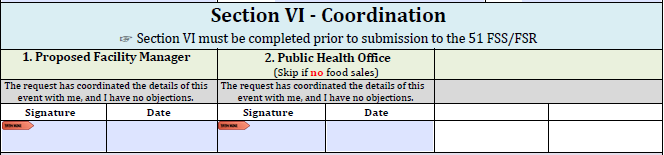 Section VI - Coordination
☞ Section VI must be completed prior to submission to the 51 FSS/FSR
1. Proposed Facility Manager
2. Public Health Office
(Skip if no food sales)
The request has coordinated the details of this
event with me, and I have no objections.
The request has coordinated the details of this
event with me, and I have no objections.
Signature Date Signature Date